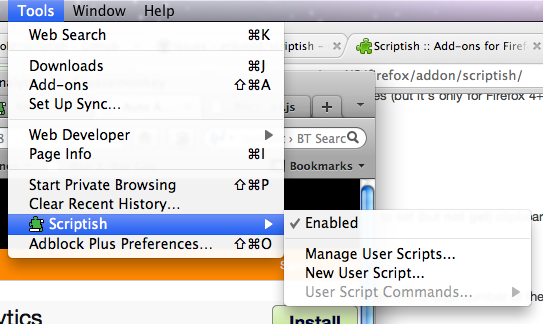 Tools Window Help
Web Search ⌘K
Scriptish :: Add-ons for Firef
Downloads ⌘J
Add-ons ⇧⌘A
firefox/addon/scriptish/
Set Up Sync...
es (but it's only for Firefox 4+
Web Developer
› BT Searc
Page Info ⌘I
Bookmarks
Start Private Browsing ⇧⌘P
Clear Recent History...
Scriptish
Enabled
Adblock Plus Preferences... ⇧⌘O
Manage User Scripts...
New User Script...
User Script Commands...
ytics
Install